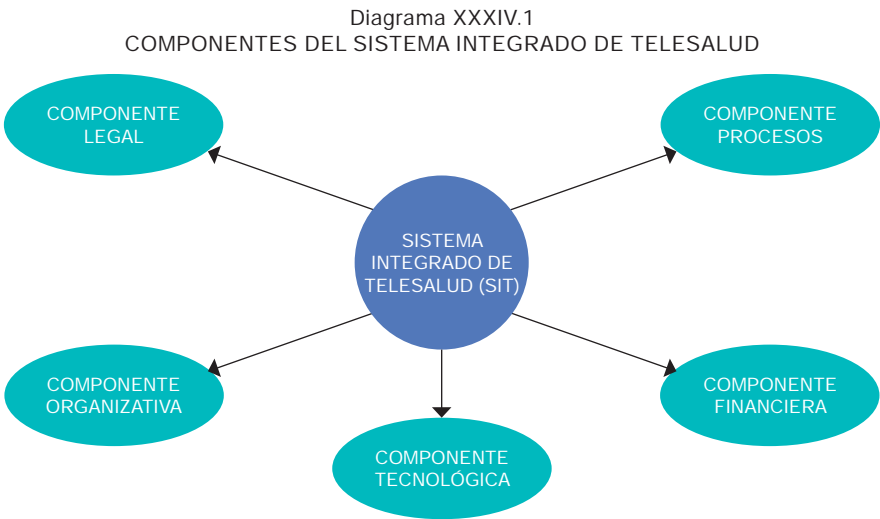 Diagrama XXXIV.1
COMPONENTES DEL SISTEMA INTEGRADO DE TELESALUD
COMPONENTE
LEGAL
COMPONENTE
PROCESOS
SISTEMA
INTEGRADO DE
TELESALUD (SIT)
COMPONENTE
ORGANIZATIVA
COMPONENTE
FINANCIERA
COMPONENTE
TECNOLÓGICA